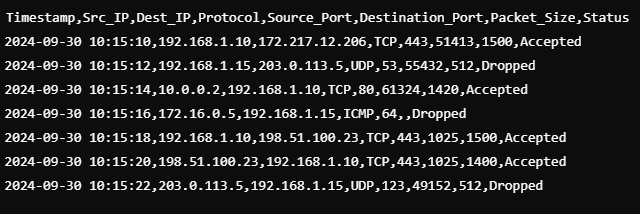 Timestamp,Src_IP,Dest_IP,Protocol,Source_Port,Destination_Port,Packet_Size,Status
2024-09-30 10:15:10,192.168.1.10,172.217.12.206,TCP,443,51413,1500,Accepted
2024-09-30 10:15:12,192.168.1.15,203.0.113.5,UDP,53,55432,512,Dropped
2024-09-30 10:15:14,10.0.0.2,192.168.1.10,TCP,80,61324,1420,Accepted
2024-09-30 10:15:16,172.16.0.5,192.168.1.15,ICMP,64,,Dropped
2024-09-30 10:15:18,192.168.1.10,198.51.100.23,TCP,443,1025,1500,Accepted
2024-09-30 10:15:20,198.51.100.23,192.168.1.10,TCP,443,1025,1400,Accepted
2024-09-30 10:15:22,203.0.113.5,192.168.1.15,UDP,123,49152,512,Dropped